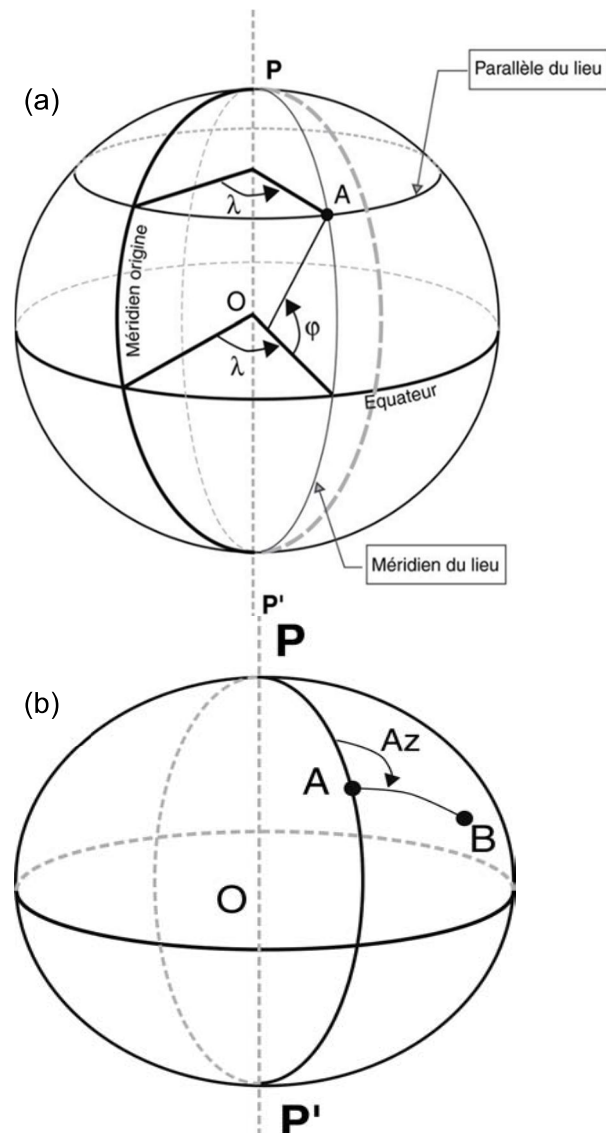 P
Parallèle du lieu
(a)
A
λ
Méridien origine
O
φ
λ
Equateur
Méridien du lieu
P'
P
(b)
Az
A
B
O
P'